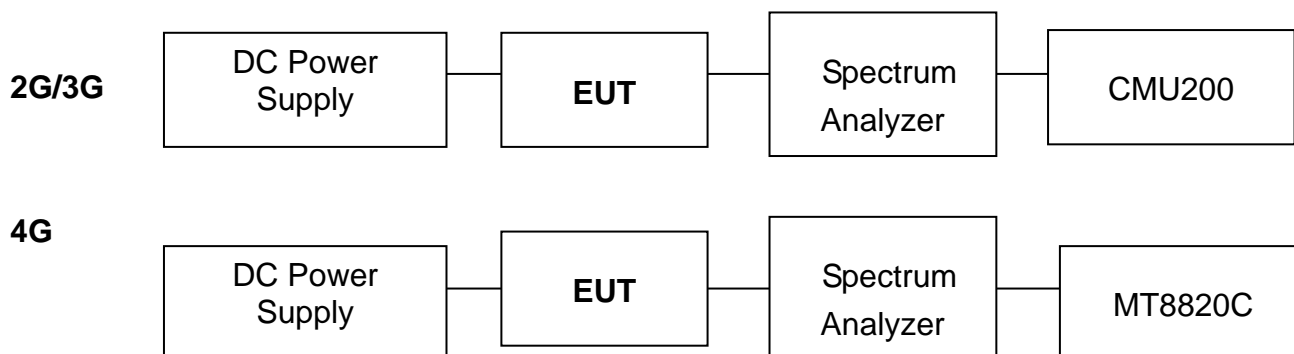 2G/3G
DC Power
Supply
EUT
Spectrum
Analyzer
CMU200
4G
DC Power
Supply
EUT
Spectrum
Analyzer
MT8820C